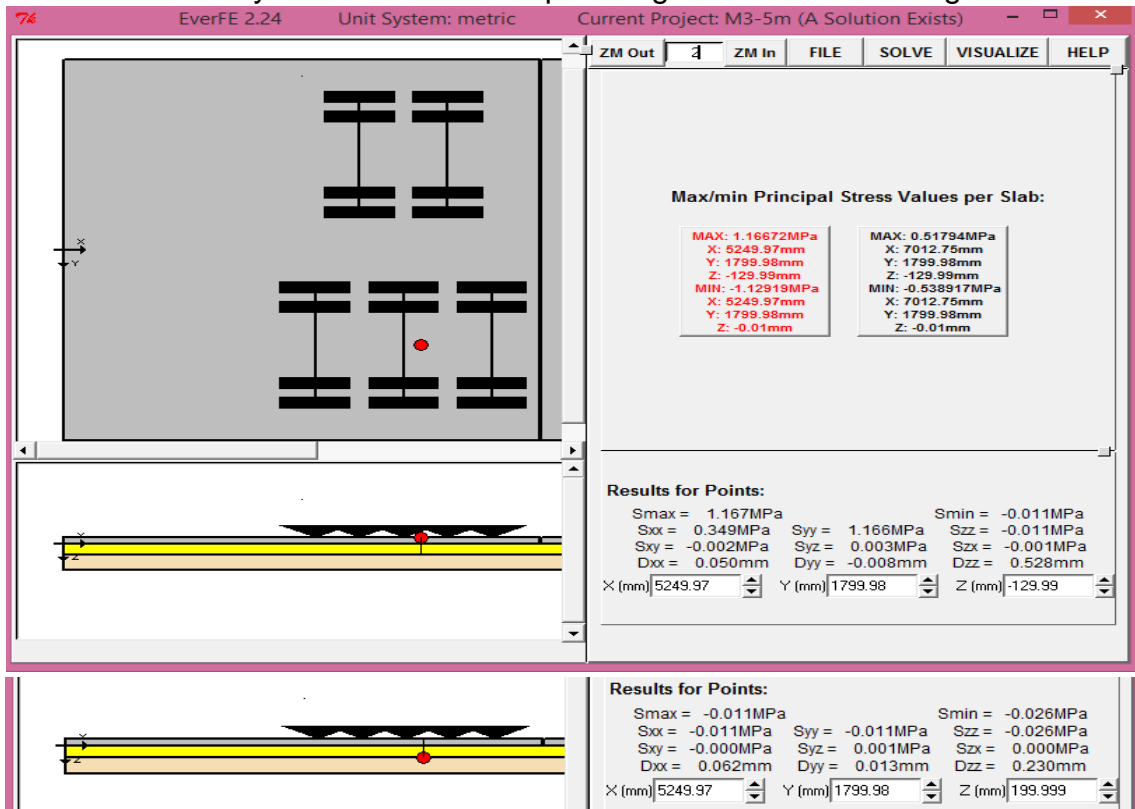 EverFE 2.24 Unit System: metric Current Project: M3-5m (A Solution Exists)
ZM Out 2 ZM In FILE SOLVE VISUALIZE HELP
Max/min Principal Stress Values per Slab:
MAX: 1.16672MPa
X: 5249.97mm
Y: 1799.98mm
Z: -129.99mm
MIN: -1.12919MPa
X: 5249.97mm
Y: 1799.98mm
Z: -0.01mm
MAX: 0.51794MPa
X: 7012.75mm
Y: 1799.98mm
Z: -129.99mm
MIN: -0.538917MPa
X: 7012.75mm
Y: 1799.98mm
Z: -0.01mm
X
Y
X
Z
Results for Points:
Smax = 1.167MPa Smin = -0.011MPa
Sxx = 0.349MPa Syy = 1.166MPa Szz = -0.011MPa
Sxy = -0.002MPa Syz = 0.003MPa Szx = -0.001MPa
Dxx = 0.050mm Dyy = -0.008mm Dzz = 0.528mm
X (mm) 5249.97 Y (mm) 1799.98 Z (mm) -129.99
X
Z
Results for Points:
Smax = -0.011MPa Smin = -0.026MPa
Sxx = -0.011MPa Syy = -0.011MPa Szz = -0.026MPa
Sxy = -0.000MPa Syz = 0.001MPa Szx = 0.000MPa
Dxx = 0.062mm Dyy = 0.013mm Dzz = 0.230mm
X (mm) 5249.97 Y (mm) 1799.98 Z (mm) 199.999